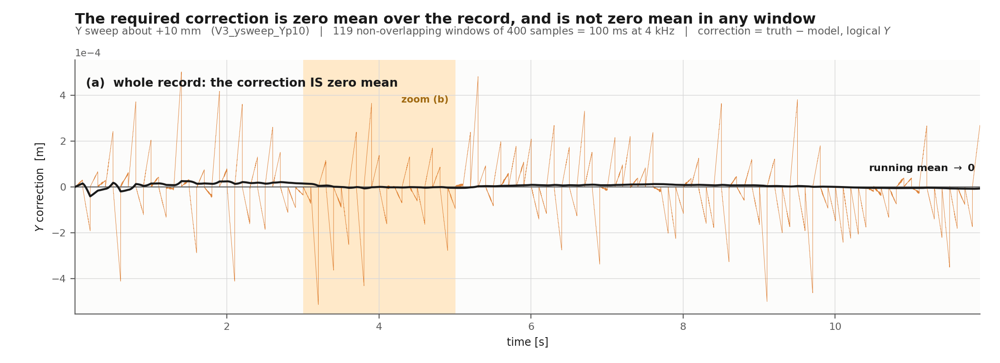 The required correction is zero mean over the record, and is not zero mean in any window
Y sweep about +10 mm (V3_ysweep_Yp10) | 119 non-overlapping windows of 400 samples = 100 ms at 4 kHz | correction = truth − model, logical Y
1e−4
(a) whole record: the correction IS zero mean
zoom (b)
running mean → 0
Y correction [m]
4
2
0
−2
−4
2
4
6
8
10
time [s]